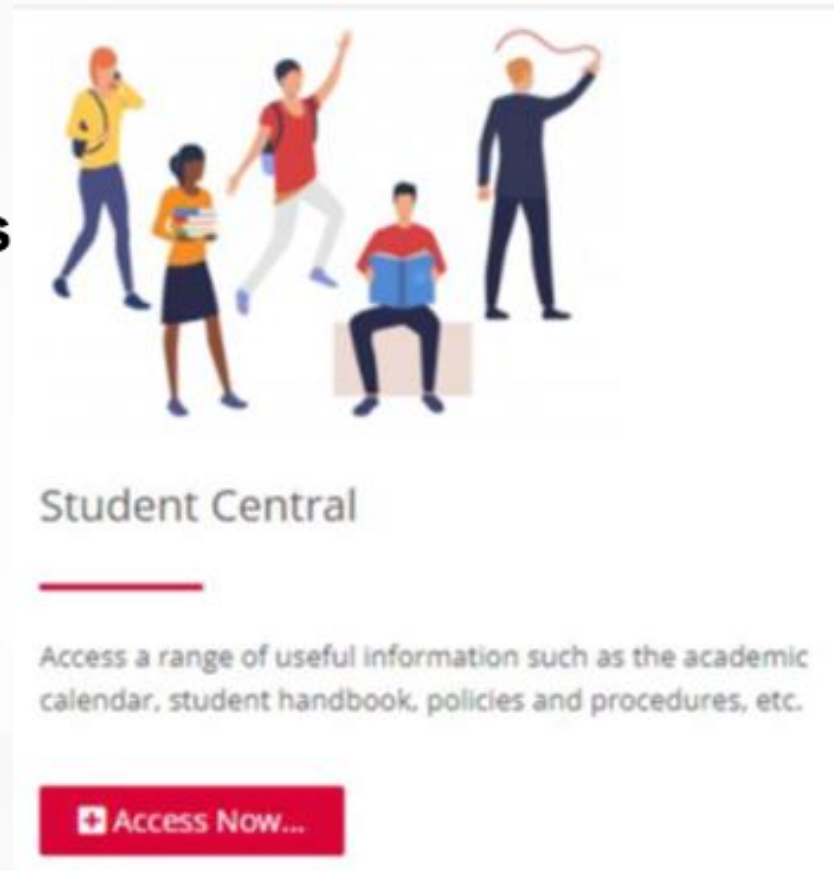 s
Student Central
Access a range of useful information such as the academic
calendar, student handbook, policies and procedures, etc.
Access Now...